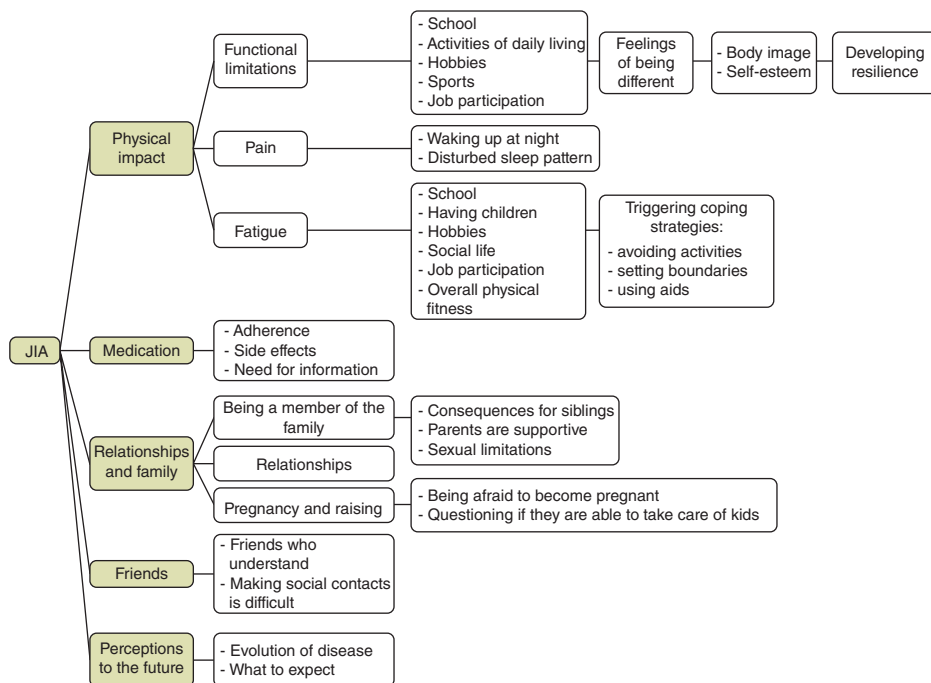 JIA
Physical
impact
Functional
limitations
- School
- Activities of daily living
- Hobbies
- Sports
- Job participation
Feelings
of being
different
- Body image
- Self-esteem
Developing
resilience
Pain
- Waking up at night
- Disturbed sleep pattern
Fatigue
- School
- Having children
- Hobbies
- Social life
- Job participation
- Overall physical
fitness
Triggering coping
strategies:
- avoiding activities
- setting boundaries
- using aids
Medication
- Adherence
- Side effects
- Need for information
Relationships
and family
Being a member of the
family
- Consequences for siblings
- Parents are supportive
- Sexual limitations
Relationships
Pregnancy and raising
- Being afraid to become pregnant
- Questioning if they are able to take care of kids
Friends
- Friends who
understand
- Making social contacts
is difficult
Perceptions
to the future
- Evolution of disease
- What to expect